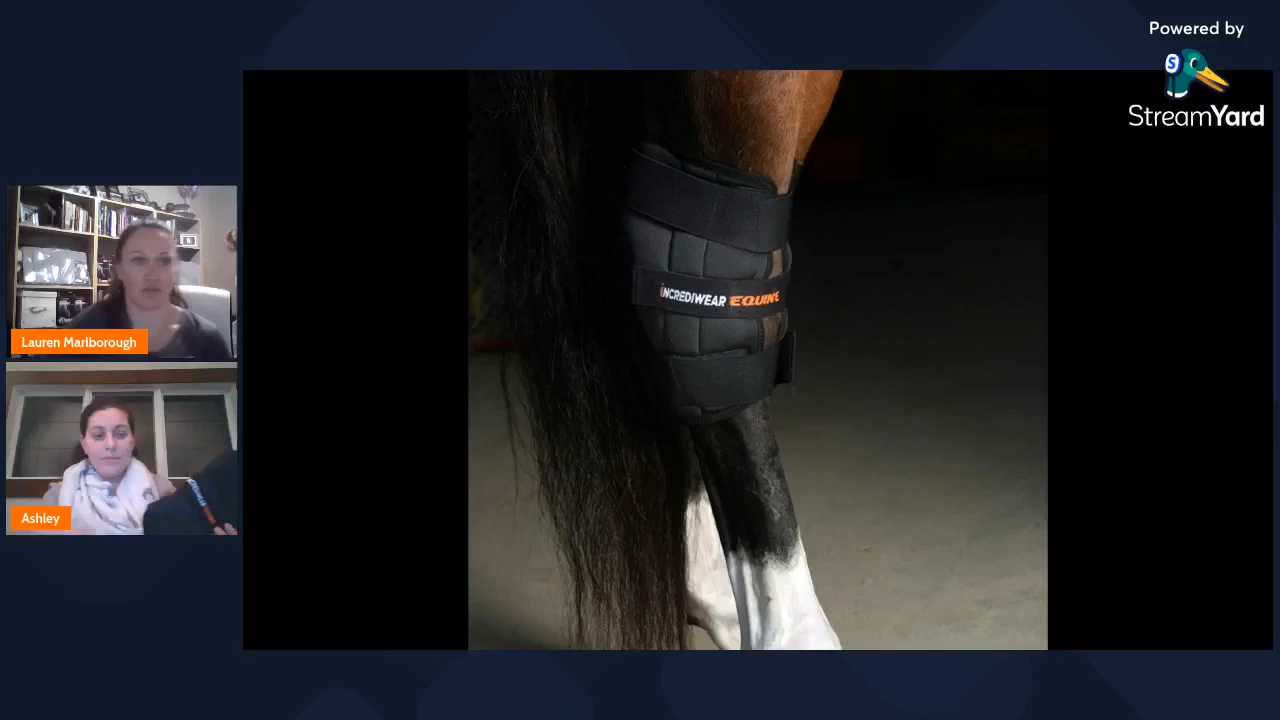 Powered by
S
StreamYard
Lauren Marlborough
Ashley
INCREDIWEAR EQUINE